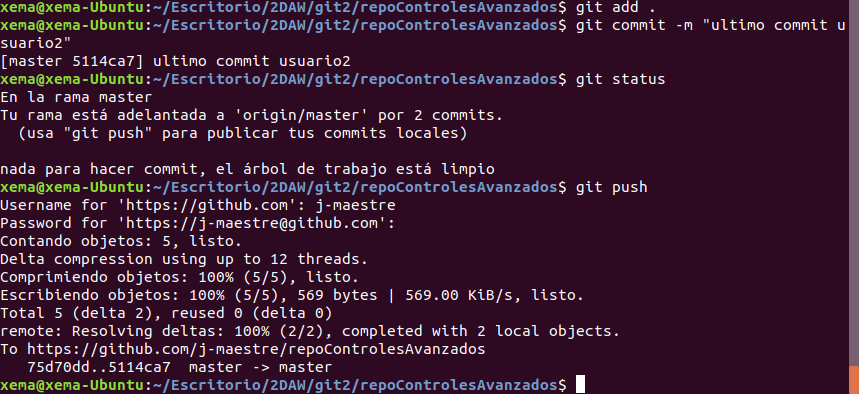 xema@xema-Ubuntu:~/Escritorio/2DAW/git2/repoControlesAvanzados$ git add .
xema@xema-Ubuntu:~/Escritorio/2DAW/git2/repoControlesAvanzados$ git commit -m "ultimo commit u
suario2"
[master 5114ca7] ultimo commit usuario2
xema@xema-Ubuntu:~/Escritorio/2DAW/git2/repoControlesAvanzados$ git status
En la rama master
Tu rama está adelantada a 'origin/master' por 2 commits.
  (usa "git push" para publicar tus commits locales)

nada para hacer commit, el árbol de trabajo está limpio
xema@xema-Ubuntu:~/Escritorio/2DAW/git2/repoControlesAvanzados$ git push
Username for 'https://github.com': j-maestre
Password for 'https://j-maestre@github.com':
Contando objetos: 5, listo.
Delta compression using up to 12 threads.
Comprimiendo objetos: 100% (5/5), listo.
Escribiendo objetos: 100% (5/5), 569 bytes | 569.00 KiB/s, listo.
Total 5 (delta 2), reused 0 (delta 0)
remote: Resolving deltas: 100% (2/2), completed with 2 local objects.
To https://github.com/j-maestre/repoControlesAvanzados
   75d70dd..5114ca7  master -> master
xema@xema-Ubuntu:~/Escritorio/2DAW/git2/repoControlesAvanzados$